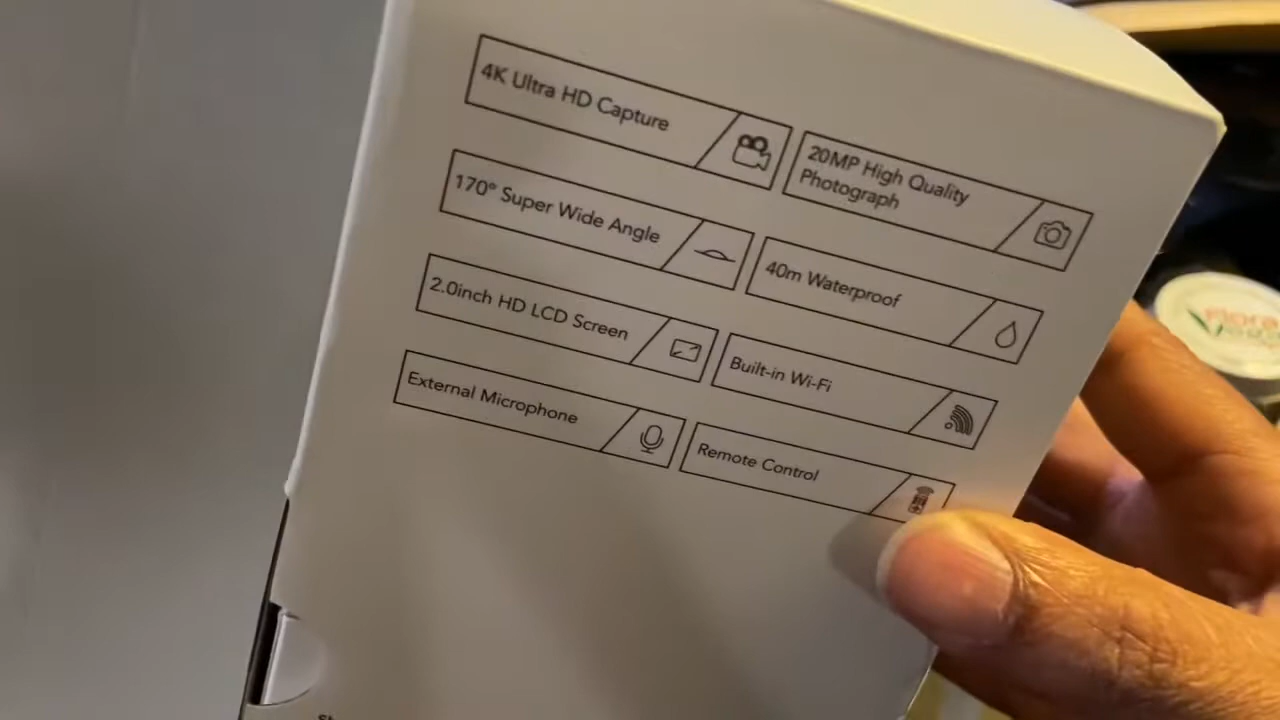 4K Ultra HD Capture
20MP High Quality
Photograph
170° Super Wide Angle
40m Waterproof
2.0inch HD LCD Screen
Built-in Wi-Fi
External Microphone
Remote Control
Flora